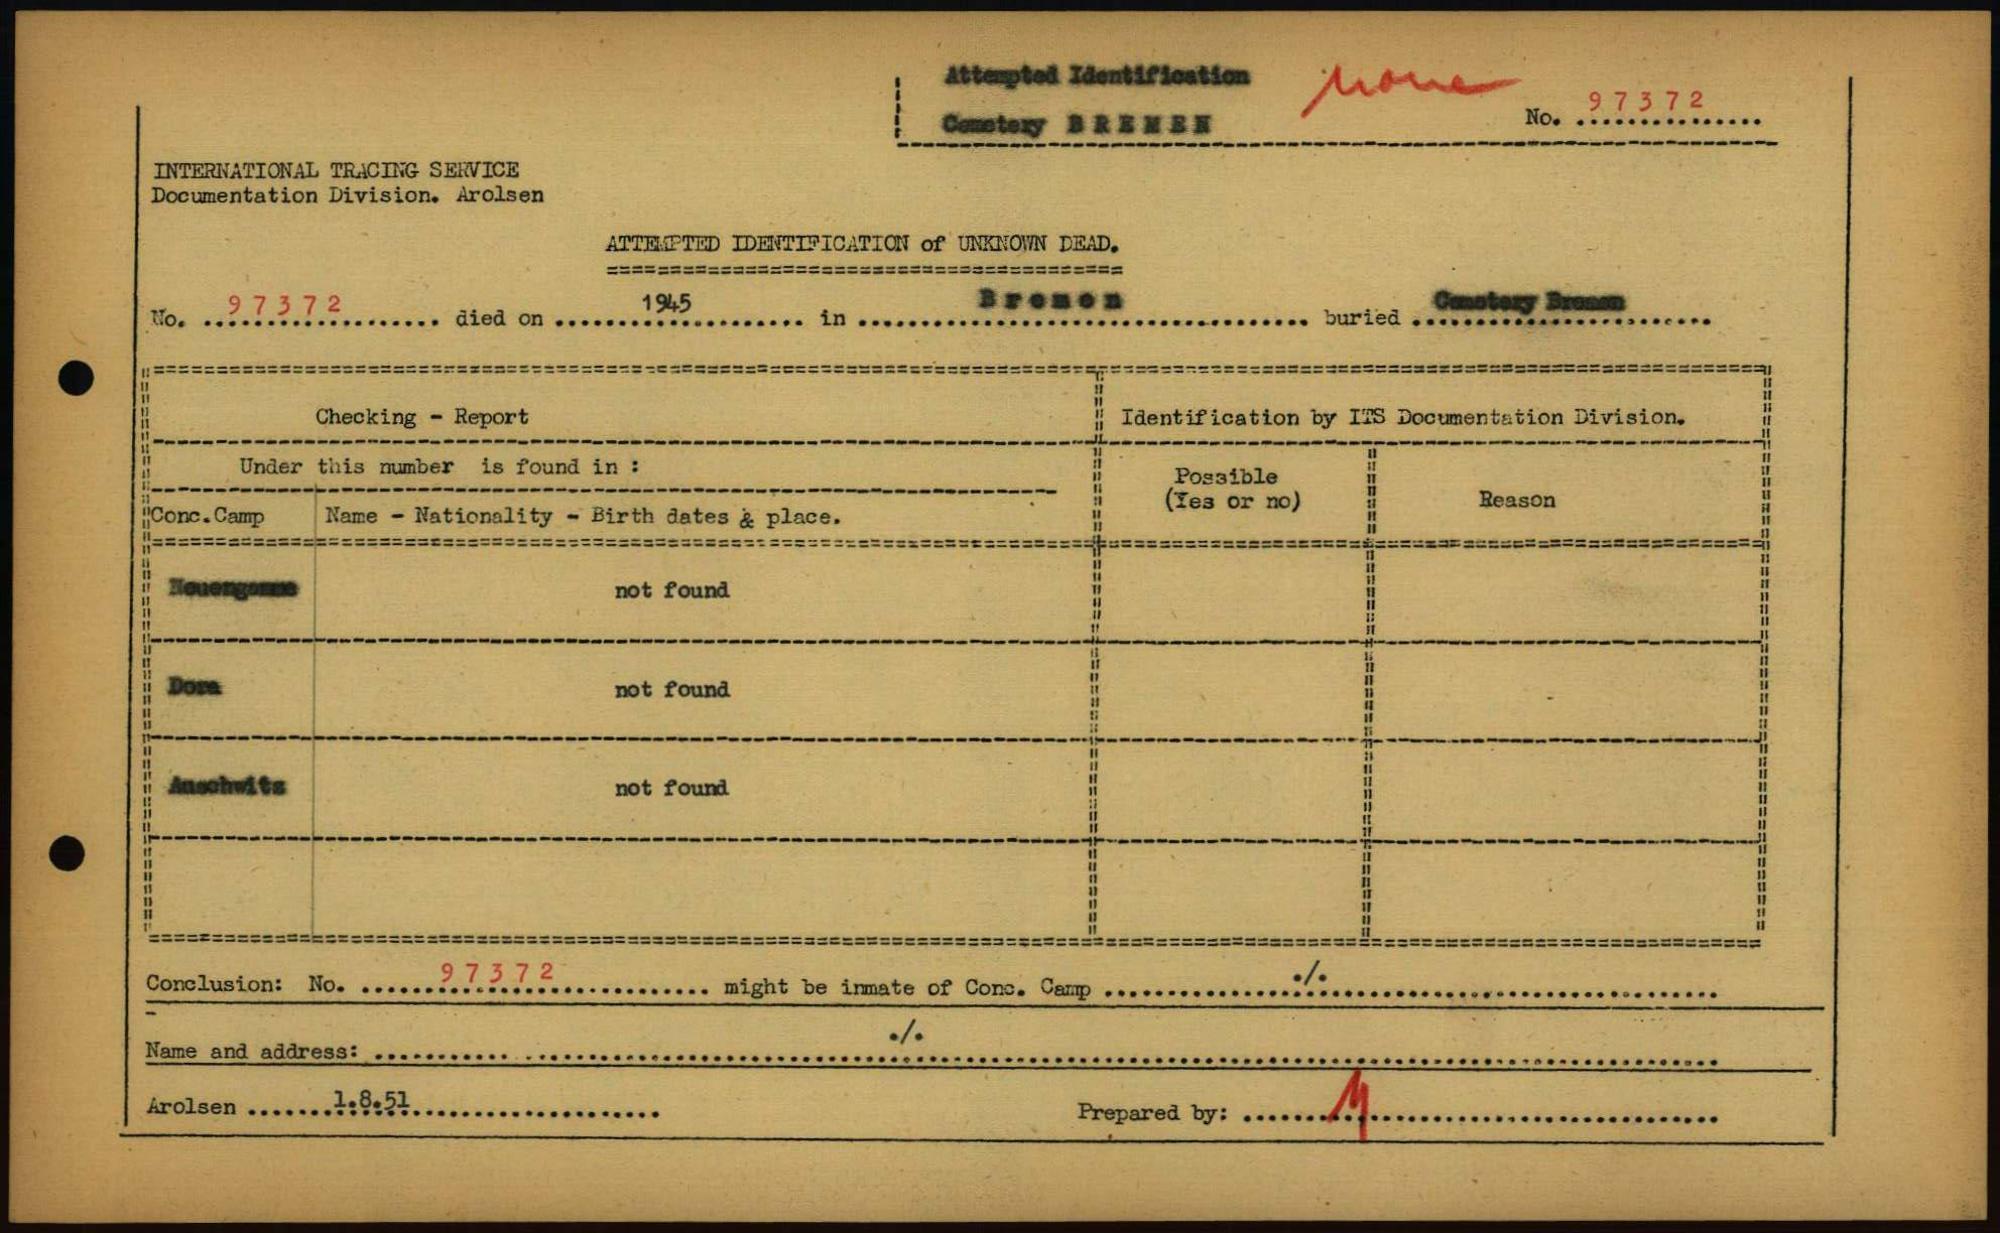 Attempted Identification
none
Cemetery BREMEN
No. 97372
INTERNATIONAL TRACING SERVICE
Documentation Division. Arolsen
ATTEMPTED IDENTIFICATION of UNKNOWN DEAD.
No. 97372 died on 1945 in Bremen buried Cemetery Bremen
Checking - Report
Identification by ITS Documentation Division.
Under this number is found in :
Possible
(Yes or no)
Reason
Conc.Camp Name - Nationality - Birth dates & place.
Neuengamme not found
Dora not found
Auschwitz not found
Conclusion: No. 97372 might be inmate of Conc. Camp ./.
Name and address: ./.
Arolsen 1.8.51 Prepared by: